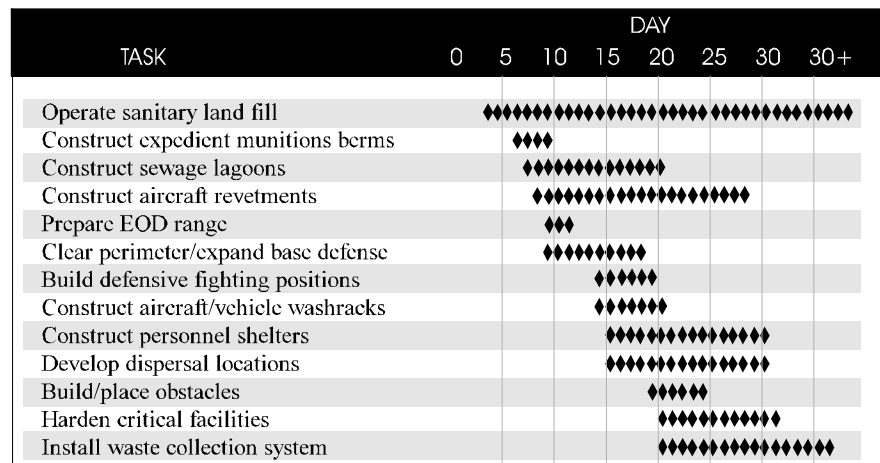 DAY
TASK 0 5 10 15 20 25 30 30+
Operate sanitary land fill
Construct expedient munitions berms
Construct sewage lagoons
Construct aircraft revetments
Prepare EOD range
Clear perimeter/expand base defense
Build defensive fighting positions
Construct aircraft/vehicle washracks
Construct personnel shelters
Develop dispersal locations
Build/place obstacles
Harden critical facilities
Install waste collection system